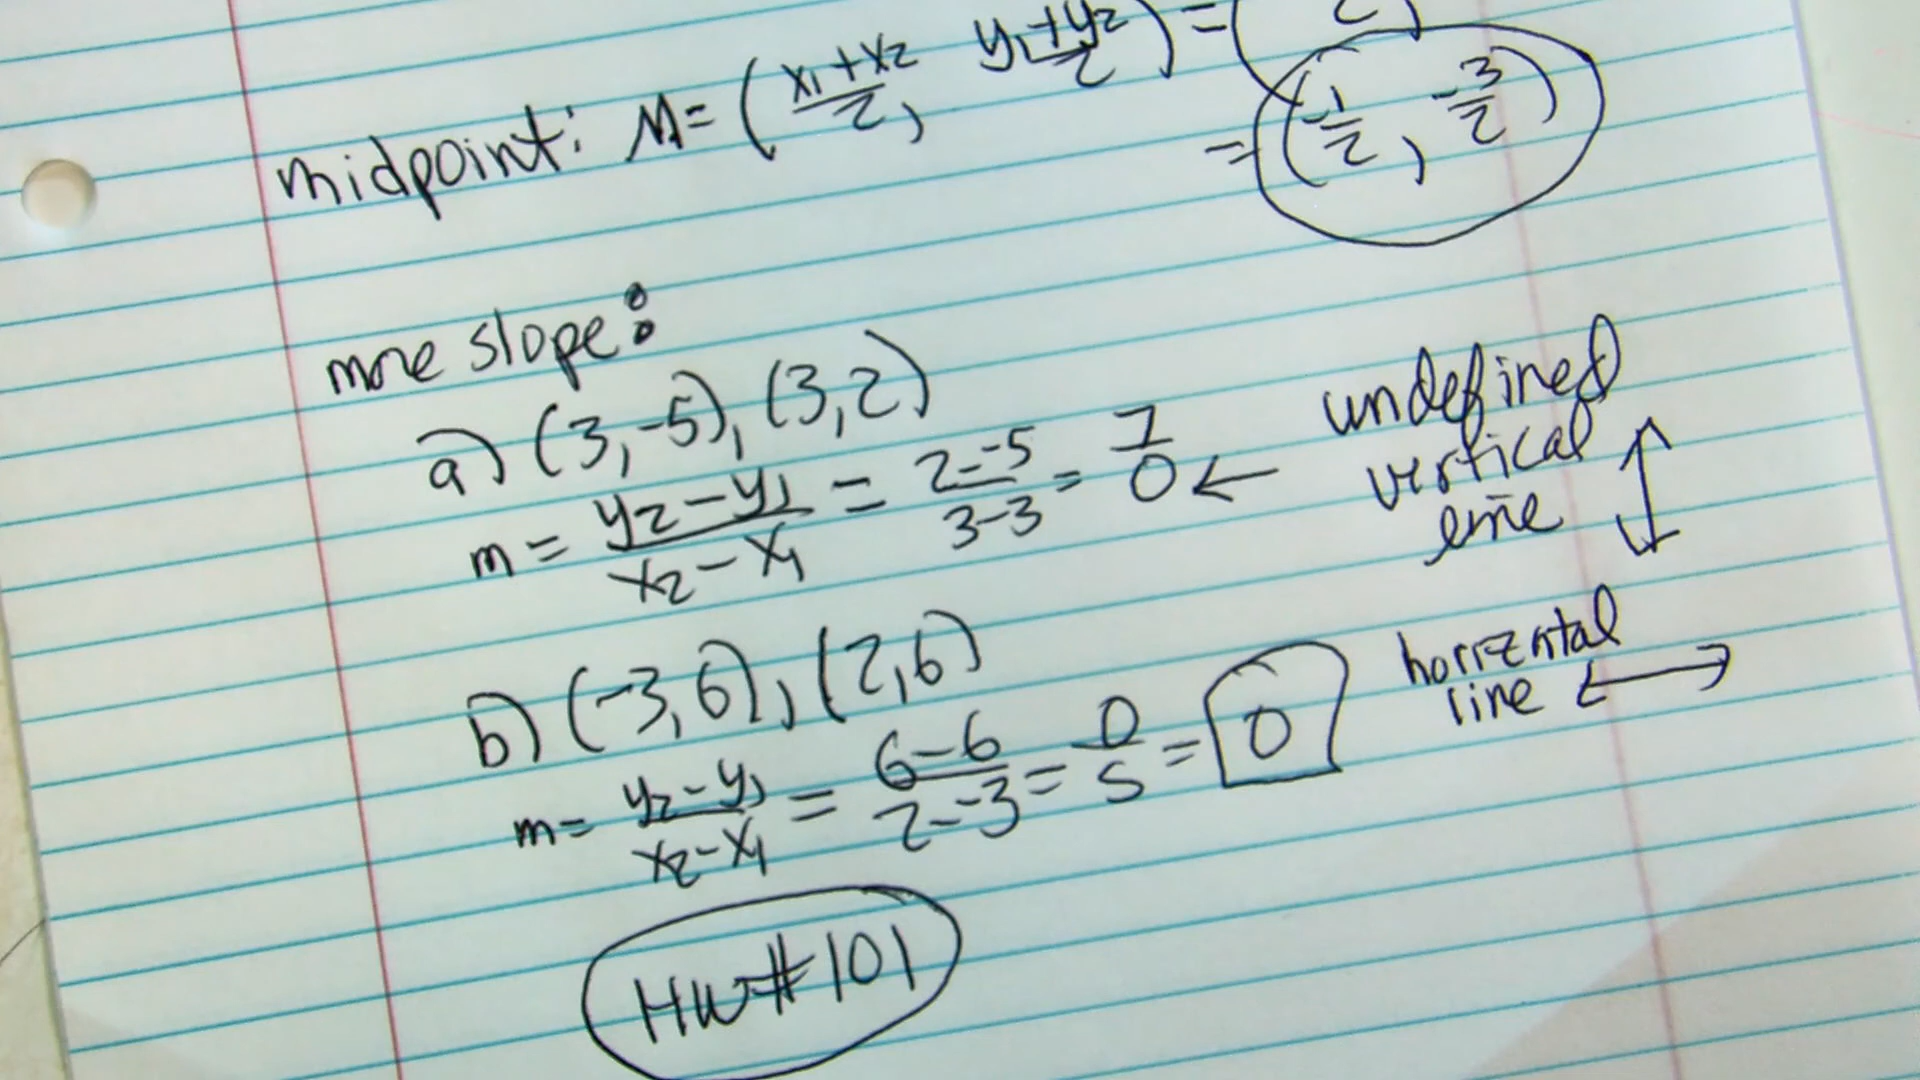 midpoint: M = (x₁+x₂/2, y₁+y₂/2) = (
= (-1/2, -3/2)
more slope:
a) (3,-5), (3,2)
m = y₂-y₁/x₂-x₁ = 2--5/3-3 = 7/0 ← undefined
vertical
line ↕
b) (-3,6), (2,6)
m = y₂-y₁/x₂-x₁ = 6-6/2--3 = 0/5 = 0
horizontal
line ↔
HW#101